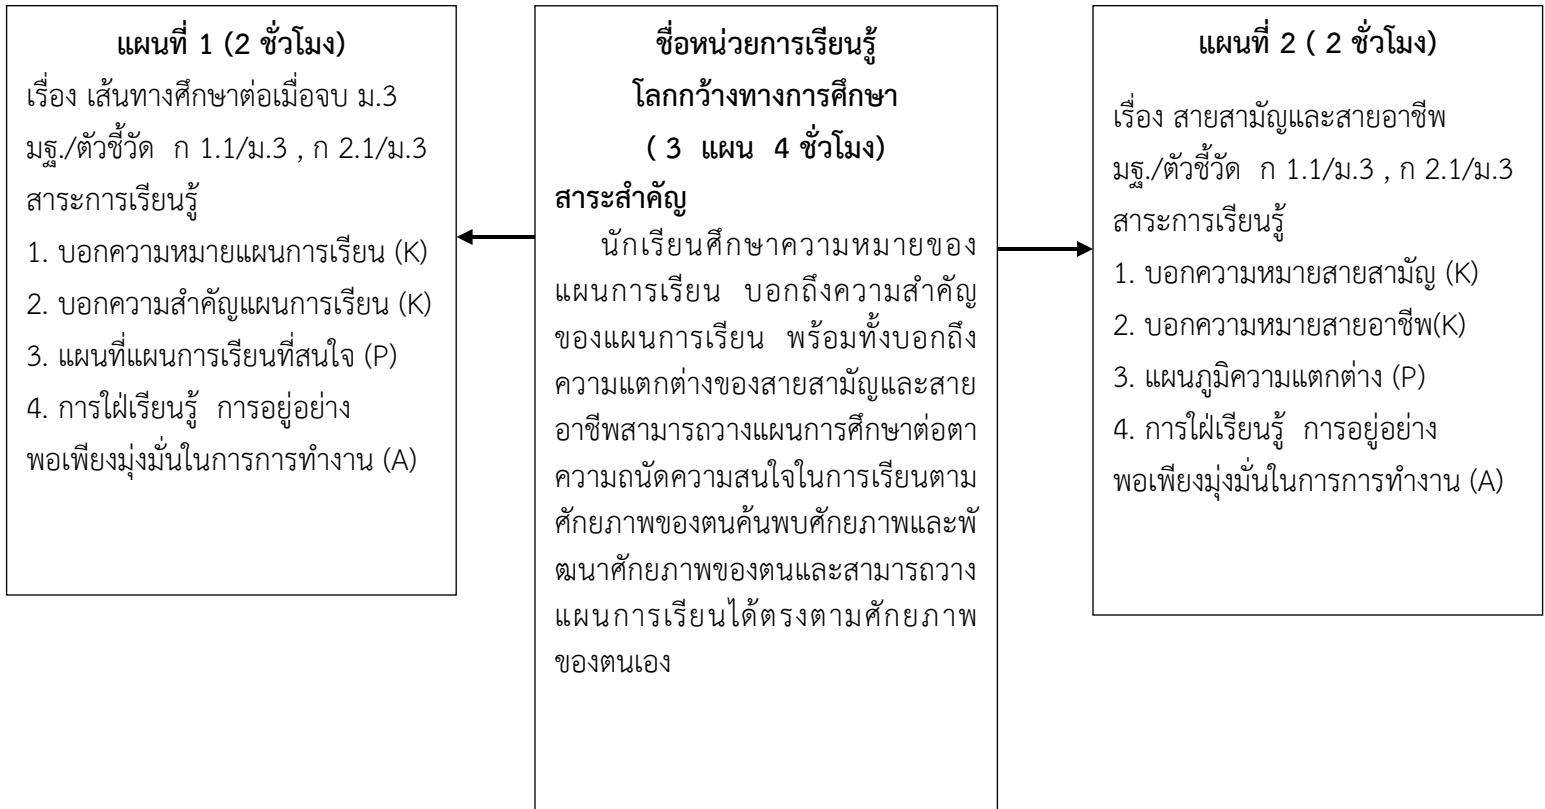 แผนที่ 1 (2 ชั่วโมง)
เรื่อง เส้นทางศึกษาต่อเมื่อจบ ม.3
มฐ./ตัวชี้วัด ก 1.1/ม.3 , ก 2.1/ม.3
สาระการเรียนรู้
1. บอกความหมายแผนการเรียน (K)
2. บอกความสำคัญแผนการเรียน (K)
3. แผนที่แผนการเรียนที่สนใจ (P)
4. การใฝ่เรียนรู้ การอยู่อย่าง
พอเพียงมุ่งมั่นในการการทำงาน (A)
ชื่อหน่วยการเรียนรู้
โลกกว้างทางการศึกษา
( 3 แผน 4 ชั่วโมง)
สาระสำคัญ
นักเรียนศึกษาความหมายของ
แผนการเรียน บอกถึงความสำคัญ
ของแผนการเรียน พร้อมทั้งบอกถึง
ความแตกต่างของสายสามัญและสาย
อาชีพสามารถวางแผนการศึกษาต่อตา
ความถนัดความสนใจในการเรียนตาม
ศักยภาพของตนค้นพบศักยภาพและพั
ฒนาศักยภาพของตนและสามารถวาง
แผนการเรียนได้ตรงตามศักยภาพ
ของตนเอง
แผนที่ 2 ( 2 ชั่วโมง)
เรื่อง สายสามัญและสายอาชีพ
มฐ./ตัวชี้วัด ก 1.1/ม.3 , ก 2.1/ม.3
สาระการเรียนรู้
1. บอกความหมายสายสามัญ (K)
2. บอกความหมายสายอาชีพ(K)
3. แผนภูมิความแตกต่าง (P)
4. การใฝ่เรียนรู้ การอยู่อย่าง
พอเพียงมุ่งมั่นในการการทำงาน (A)